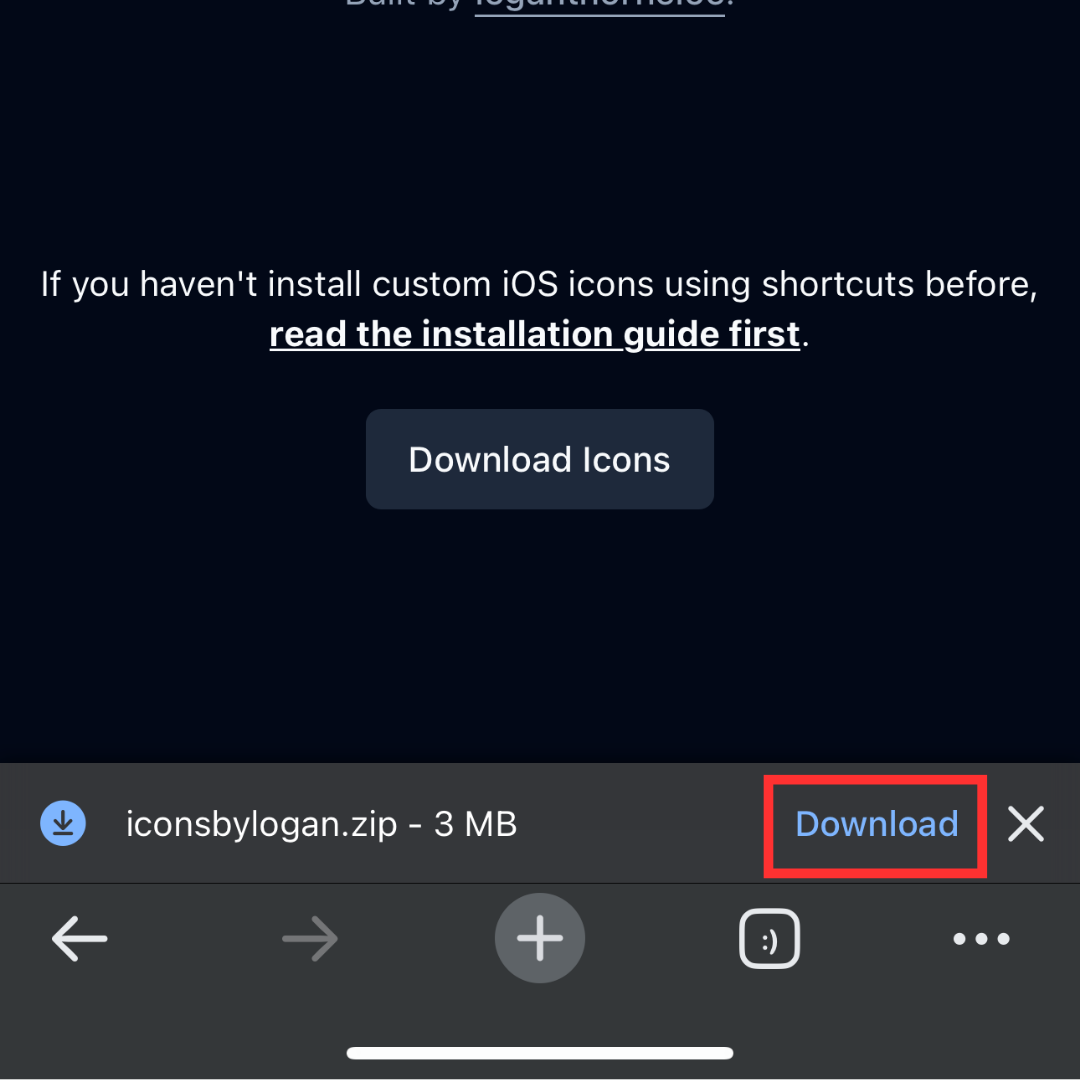 Built by
If you haven't install custom iOS icons using shortcuts before,
read the installation guide first.
Download Icons
iconsbylogan.zip - 3 MB
Download
:)